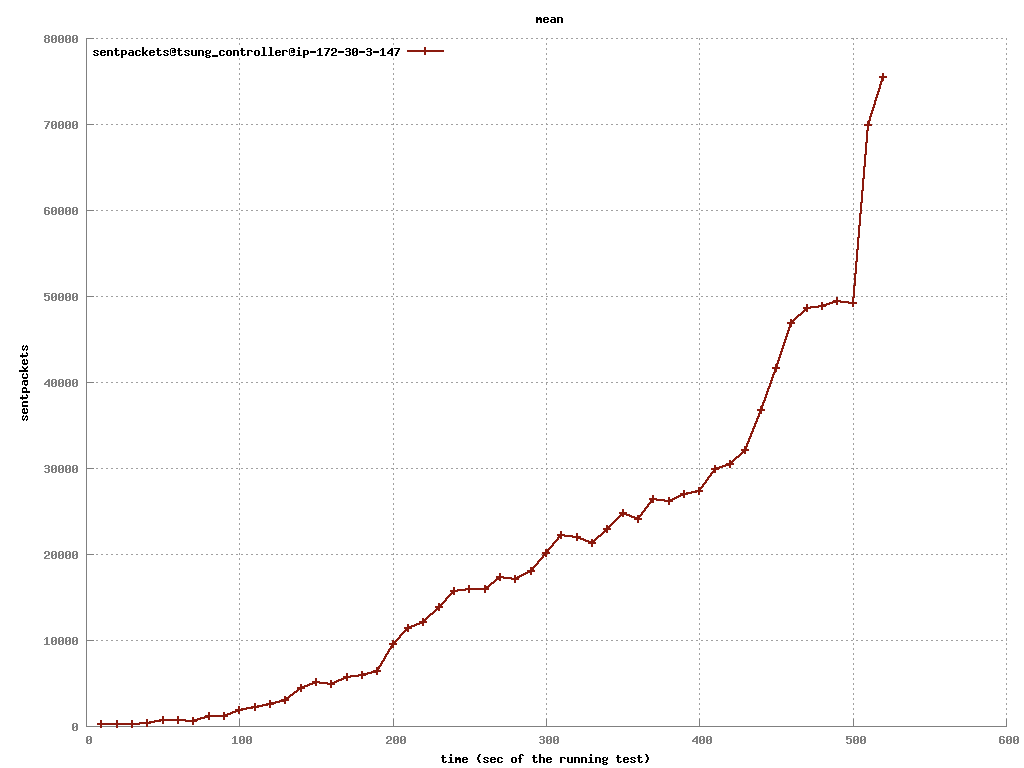 mean
sentpackets@tsung_controller@ip-172-30-3-147
80000
70000
60000
50000
40000
30000
20000
10000
0
sentpackets
0 100 200 300 400 500 600
time (sec of the running test)